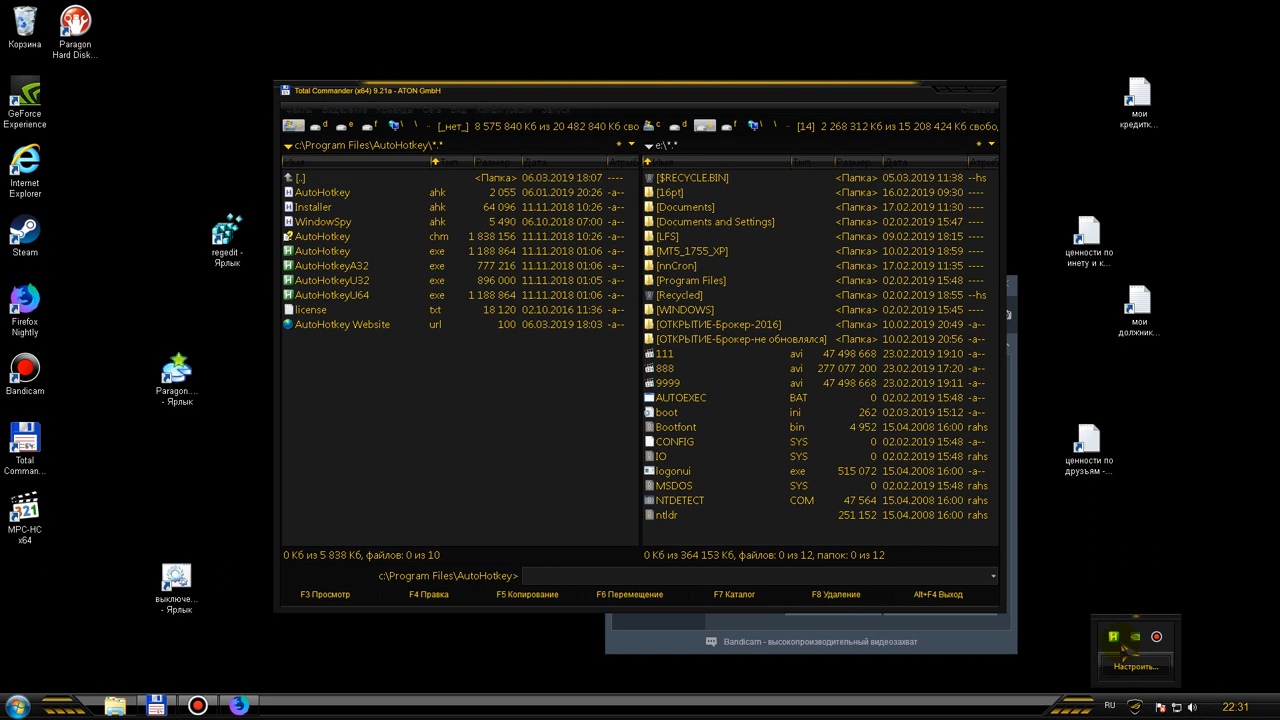 Корзина
Paragon
Hard Disk...
GeForce
Experience
Internet
Explorer
Steam
Firefox
Nightly
Bandicam
Total
Comman...
MPC-HC
x64
regedit -
Ярлык
Paragon....
- Ярлык
выключе...
- Ярлык
Total Commander (x64) 9.21a - ATON GmbH
d e f \ [_нет_] 8 575 840 Кб из 20 482 840 Кб сво
c:\Program Files\AutoHotkey\*.*
* ▼
Имя Тип Размер Дата Атриб
[..] <Папка> 06.03.2019 18:07 ----
AutoHotkey ahk 2 055 06.01.2019 20:26 -a--
Installer ahk 64 096 11.11.2018 10:26 -a--
WindowSpy ahk 5 490 06.10.2018 07:00 -a--
AutoHotkey chm 1 838 156 11.11.2018 10:26 -a--
AutoHotkey exe 1 188 864 11.11.2018 01:06 -a--
AutoHotkeyA32 exe 777 216 11.11.2018 01:06 -a--
AutoHotkeyU32 exe 896 000 11.11.2018 01:05 -a--
AutoHotkeyU64 exe 1 188 864 11.11.2018 01:06 -a--
license txt 18 120 02.10.2016 11:36 -a--
AutoHotkey Website url 100 06.03.2019 18:03 -a--
0 Кб из 5 838 Кб, файлов: 0 из 10
c d f \ .. [14] 2 268 312 Кб из 15 208 424 Кб свобо
e:\*.*
* ▼
Имя Тип Размер Дата Атриб
[$RECYCLE.BIN] <Папка> 05.03.2019 11:38 --hs
[16pt] <Папка> 16.02.2019 09:30 ----
[Documents] <Папка> 17.02.2019 11:30 ----
[Documents and Settings] <Папка> 02.02.2019 15:47 ----
[LFS] <Папка> 09.02.2019 18:15 ----
[MT5_1755_XP] <Папка> 10.02.2019 18:59 ----
[nnCron] <Папка> 17.02.2019 11:35 ----
[Program Files] <Папка> 02.02.2019 15:48 ----
[Recycled] <Папка> 02.02.2019 18:55 --hs
[WINDOWS] <Папка> 02.02.2019 15:45 ----
[ОТКРЫТИЕ-Брокер-2016] <Папка> 10.02.2019 20:49 -a--
[ОТКРЫТИЕ-Брокер-не обновлялся] <Папка> 10.02.2019 20:56 -a--
111 avi 47 498 668 23.02.2019 19:10 -a--
888 avi 277 077 200 23.02.2019 17:20 -a--
9999 avi 47 498 668 23.02.2019 19:11 -a--
AUTOEXEC BAT 0 02.02.2019 15:48 -a--
boot ini 262 02.03.2019 15:12 -a--
Bootfont bin 4 952 15.04.2008 16:00 rahs
CONFIG SYS 0 02.02.2019 15:48 -a--
IO SYS 0 02.02.2019 15:48 rahs
logonui exe 515 072 15.04.2008 16:00 -a--
MSDOS SYS 0 02.02.2019 15:48 rahs
NTDETECT COM 47 564 15.04.2008 16:00 rahs
ntldr 251 152 15.04.2008 16:00 rahs
0 Кб из 364 153 Кб, файлов: 0 из 12, папок: 0 из 12
c:\Program Files\AutoHotkey>
F3 Просмотр F4 Правка F5 Копирование F6 Перемещение F7 Каталог F8 Удаление Alt+F4 Выход
Bandicam - высокопроизводительный видеозахват
мои
кредитк...
ценности по
инету и к...
мои
должник...
ценности по
друзьям -...
Настроить...
RU
22:31